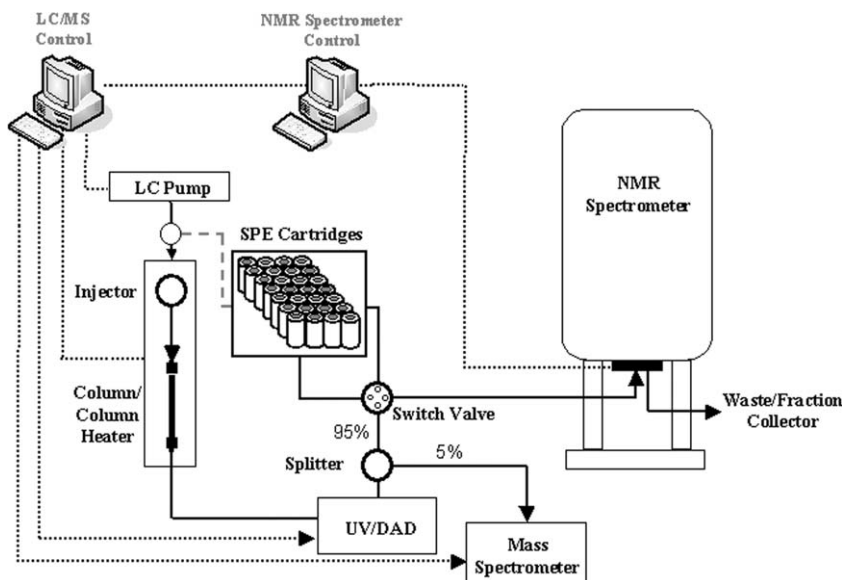 LC/MS
Control
NMR Spectrometer
Control
LC Pump
SPE Cartridges
NMR
Spectrometer
Injector
Column/
Column
Heater
Switch Valve
Waste/Fraction
Collector
95%
Splitter
5%
UV/DAD
Mass
Spectrometer